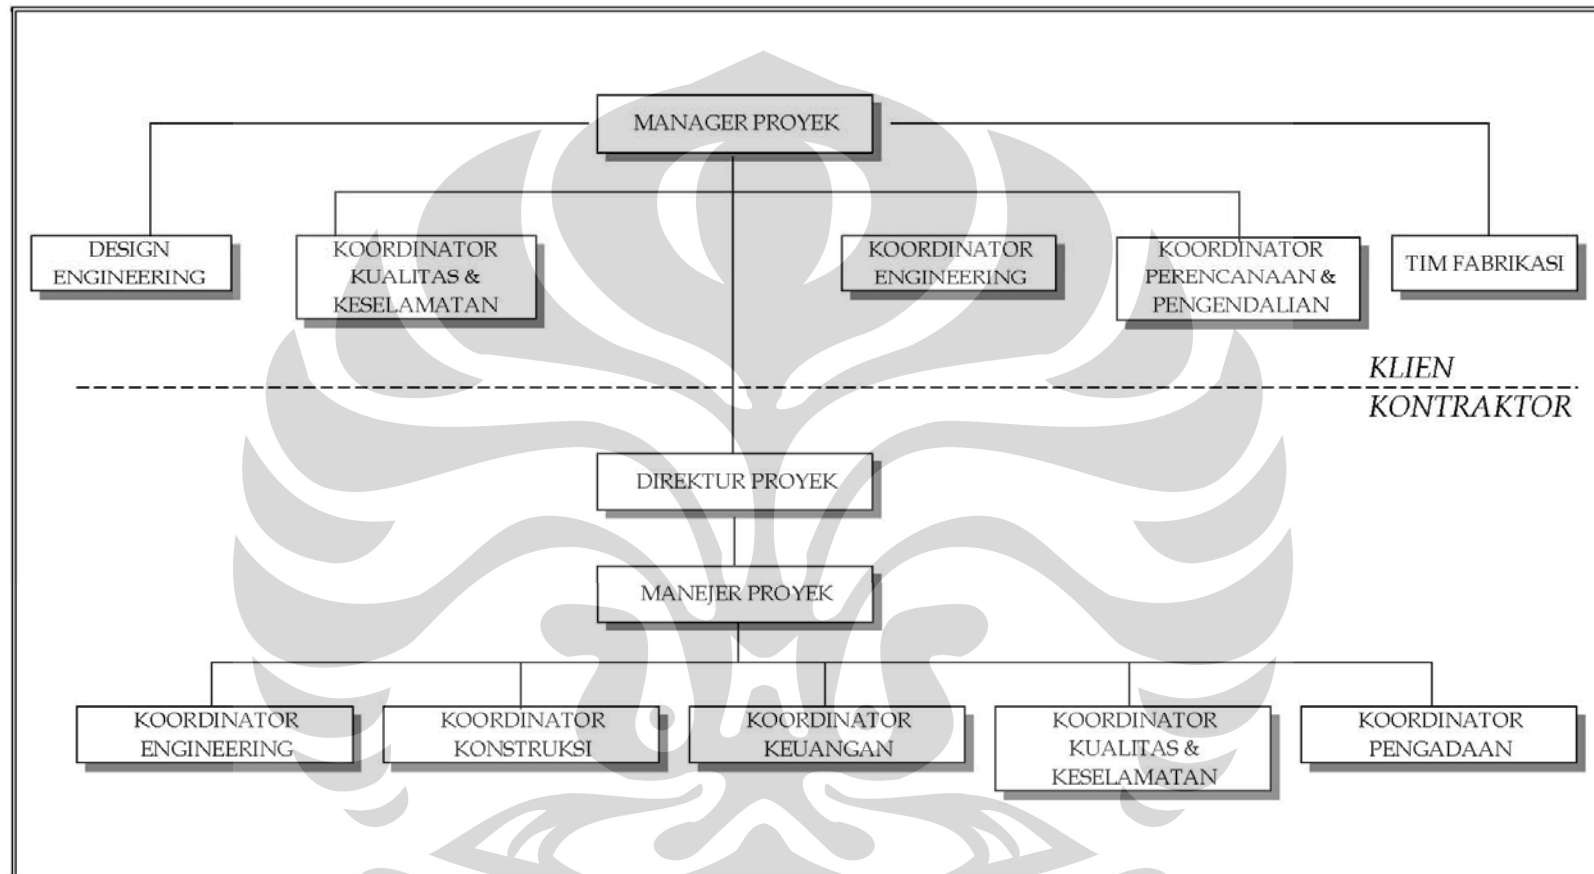 MANAGER PROYEK
DESIGN
ENGINEERING
KOORDINATOR
KUALITAS &
KESELAMATAN
KOORDINATOR
ENGINEERING
KOORDINATOR
PERENCANAAN &
PENGENDALIAN
TIM FABRIKASI
KLIEN
KONTRAKTOR
DIREKTUR PROYEK
MANEJER PROYEK
KOORDINATOR
ENGINEERING
KOORDINATOR
KONSTRUKSI
KOORDINATOR
KEUANGAN
KOORDINATOR
KUALITAS &
KESELAMATAN
KOORDINATOR
PENGADAAN